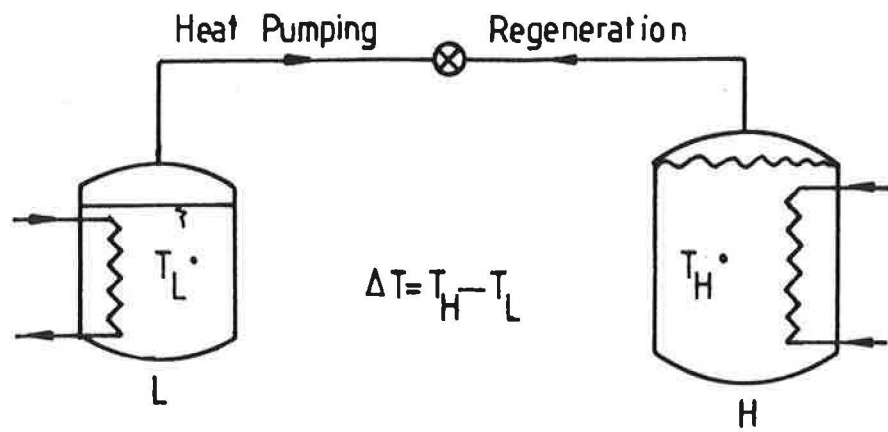 Heat Pumping
Regeneration
T_L
ΔT=T_H-T_L
T_H
L
H